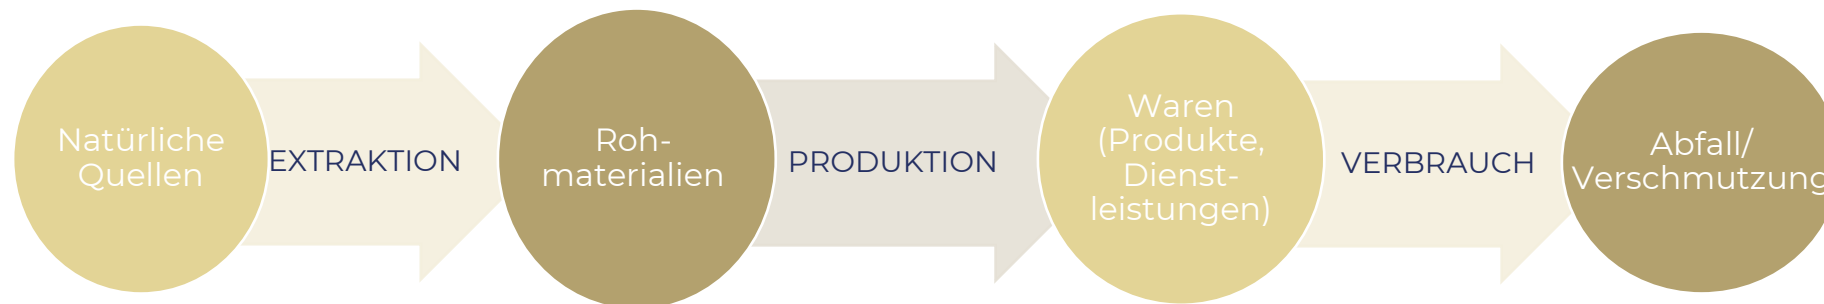 Natürliche
Quellen
EXTRAKTION
Roh-
materialien
PRODUKTION
Waren
(Produkte,
Dienst-
leistungen)
VERBRAUCH
Abfall/
Verschmutzung